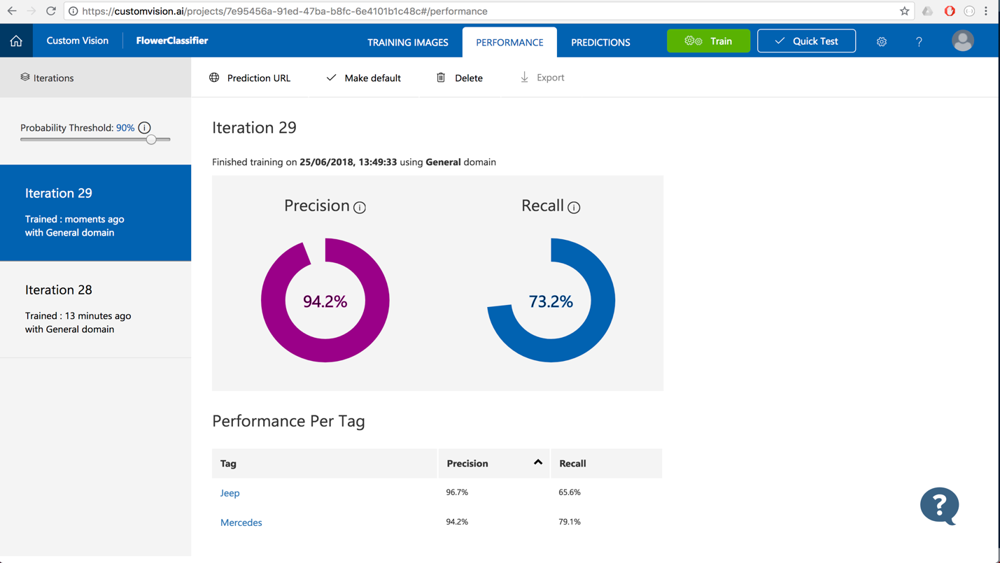 https://customvision.ai/projects/7e95456a-91ed-47ba-b8fc-6e4101b1c48c#/performance
Custom Vision FlowerClassifier TRAINING IMAGES PERFORMANCE PREDICTIONS Train Quick Test ?
Iterations
Prediction URL Make default Delete Export
Probability Threshold: 90%
Iteration 29
Trained : moments ago
with General domain
Iteration 28
Trained : 13 minutes ago
with General domain
Iteration 29
Finished training on 25/06/2018, 13:49:33 using General domain
Precision Recall
94.2% 73.2%
Performance Per Tag
Tag Precision Recall
Jeep 96.7% 65.6%
Mercedes 94.2% 79.1%
?